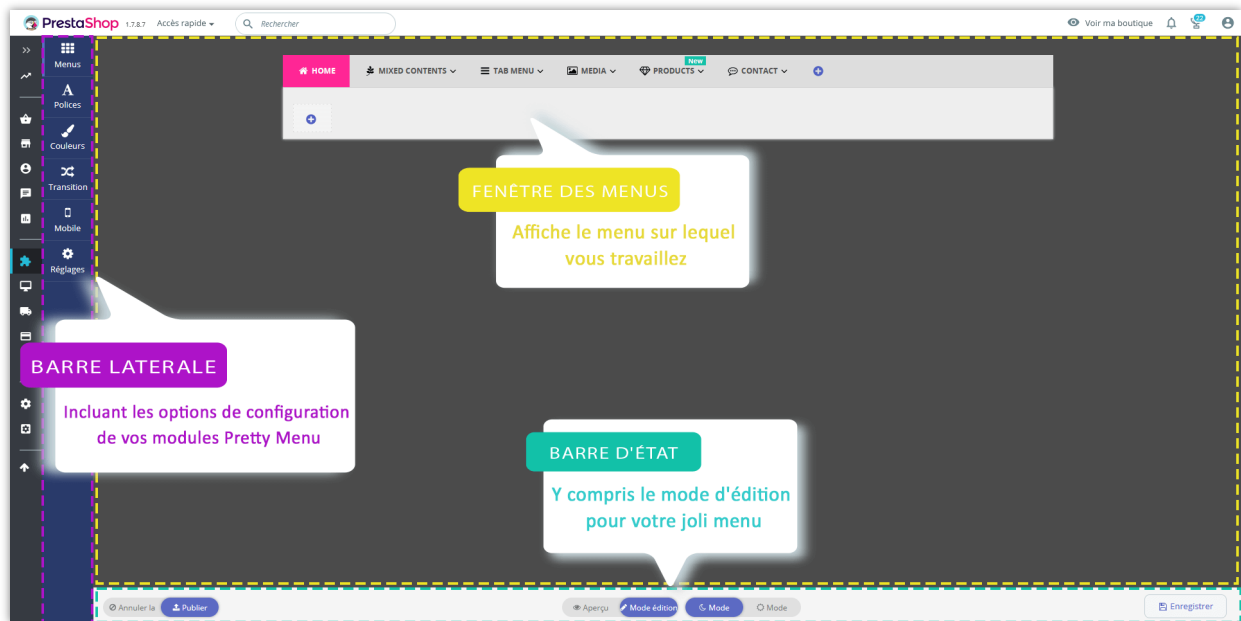 PrestaShop 1.7.8.7 Accès rapide Rechercher Voir ma boutique 22
Menus
Polices
Couleurs
Transition
Mobile
Réglages
HOME MIXED CONTENTS TAB MENU MEDIA PRODUCTS New CONTACT
FENÊTRE DES MENUS
Affiche le menu sur lequel
vous travaillez
BARRE LATERALE
Incluant les options de configuration
de vos modules Pretty Menu
BARRE D'ÉTAT
Y compris le mode d'édition
pour votre joli menu
Annuler la Publier Aperçu Mode édition Mode Mode Enregistrer